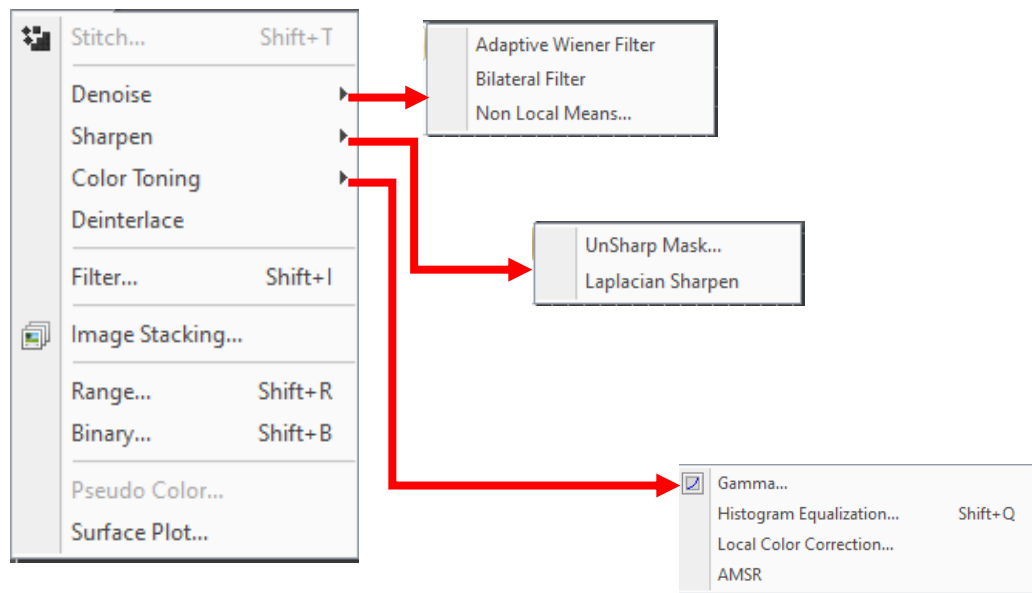 Stitch... Shift+T
Denoise
Sharpen
Color Toning
Deinterlace
Filter... Shift+I
Image Stacking...
Range... Shift+R
Binary... Shift+B
Pseudo Color...
Surface Plot...
Adaptive Wiener Filter
Bilateral Filter
Non Local Means...
UnSharp Mask...
Laplacian Sharpen
Gamma...
Histogram Equalization... Shift+Q
Local Color Correction...
AMSR